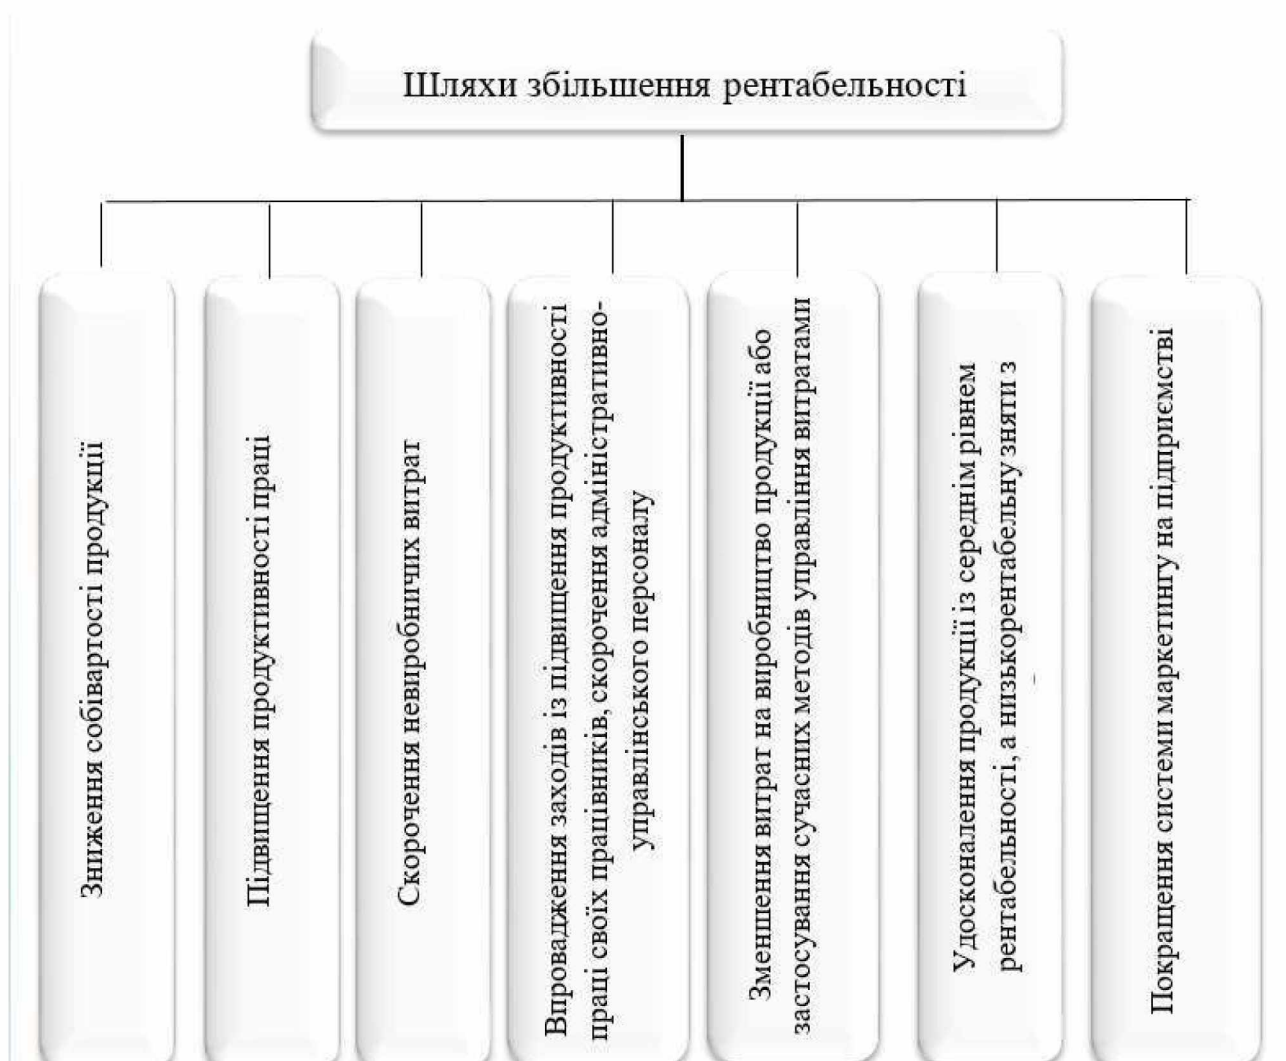 Шляхи збільшення рентабельності
Зниження собівартості продукції
Підвищення продуктивності праці
Скорочення невиробничих витрат
Впровадження заходів із підвищення продуктивності
праці своїх працівників, скорочення адміністративно-
управлінського персоналу
Зменшення витрат на виробництво продукції або
застосування сучасних методів управління витратами
Удосконалення продукції із середнім рівнем
рентабельності, а низькорентабельну зняти з
Покращення системи маркетингу на підприємстві